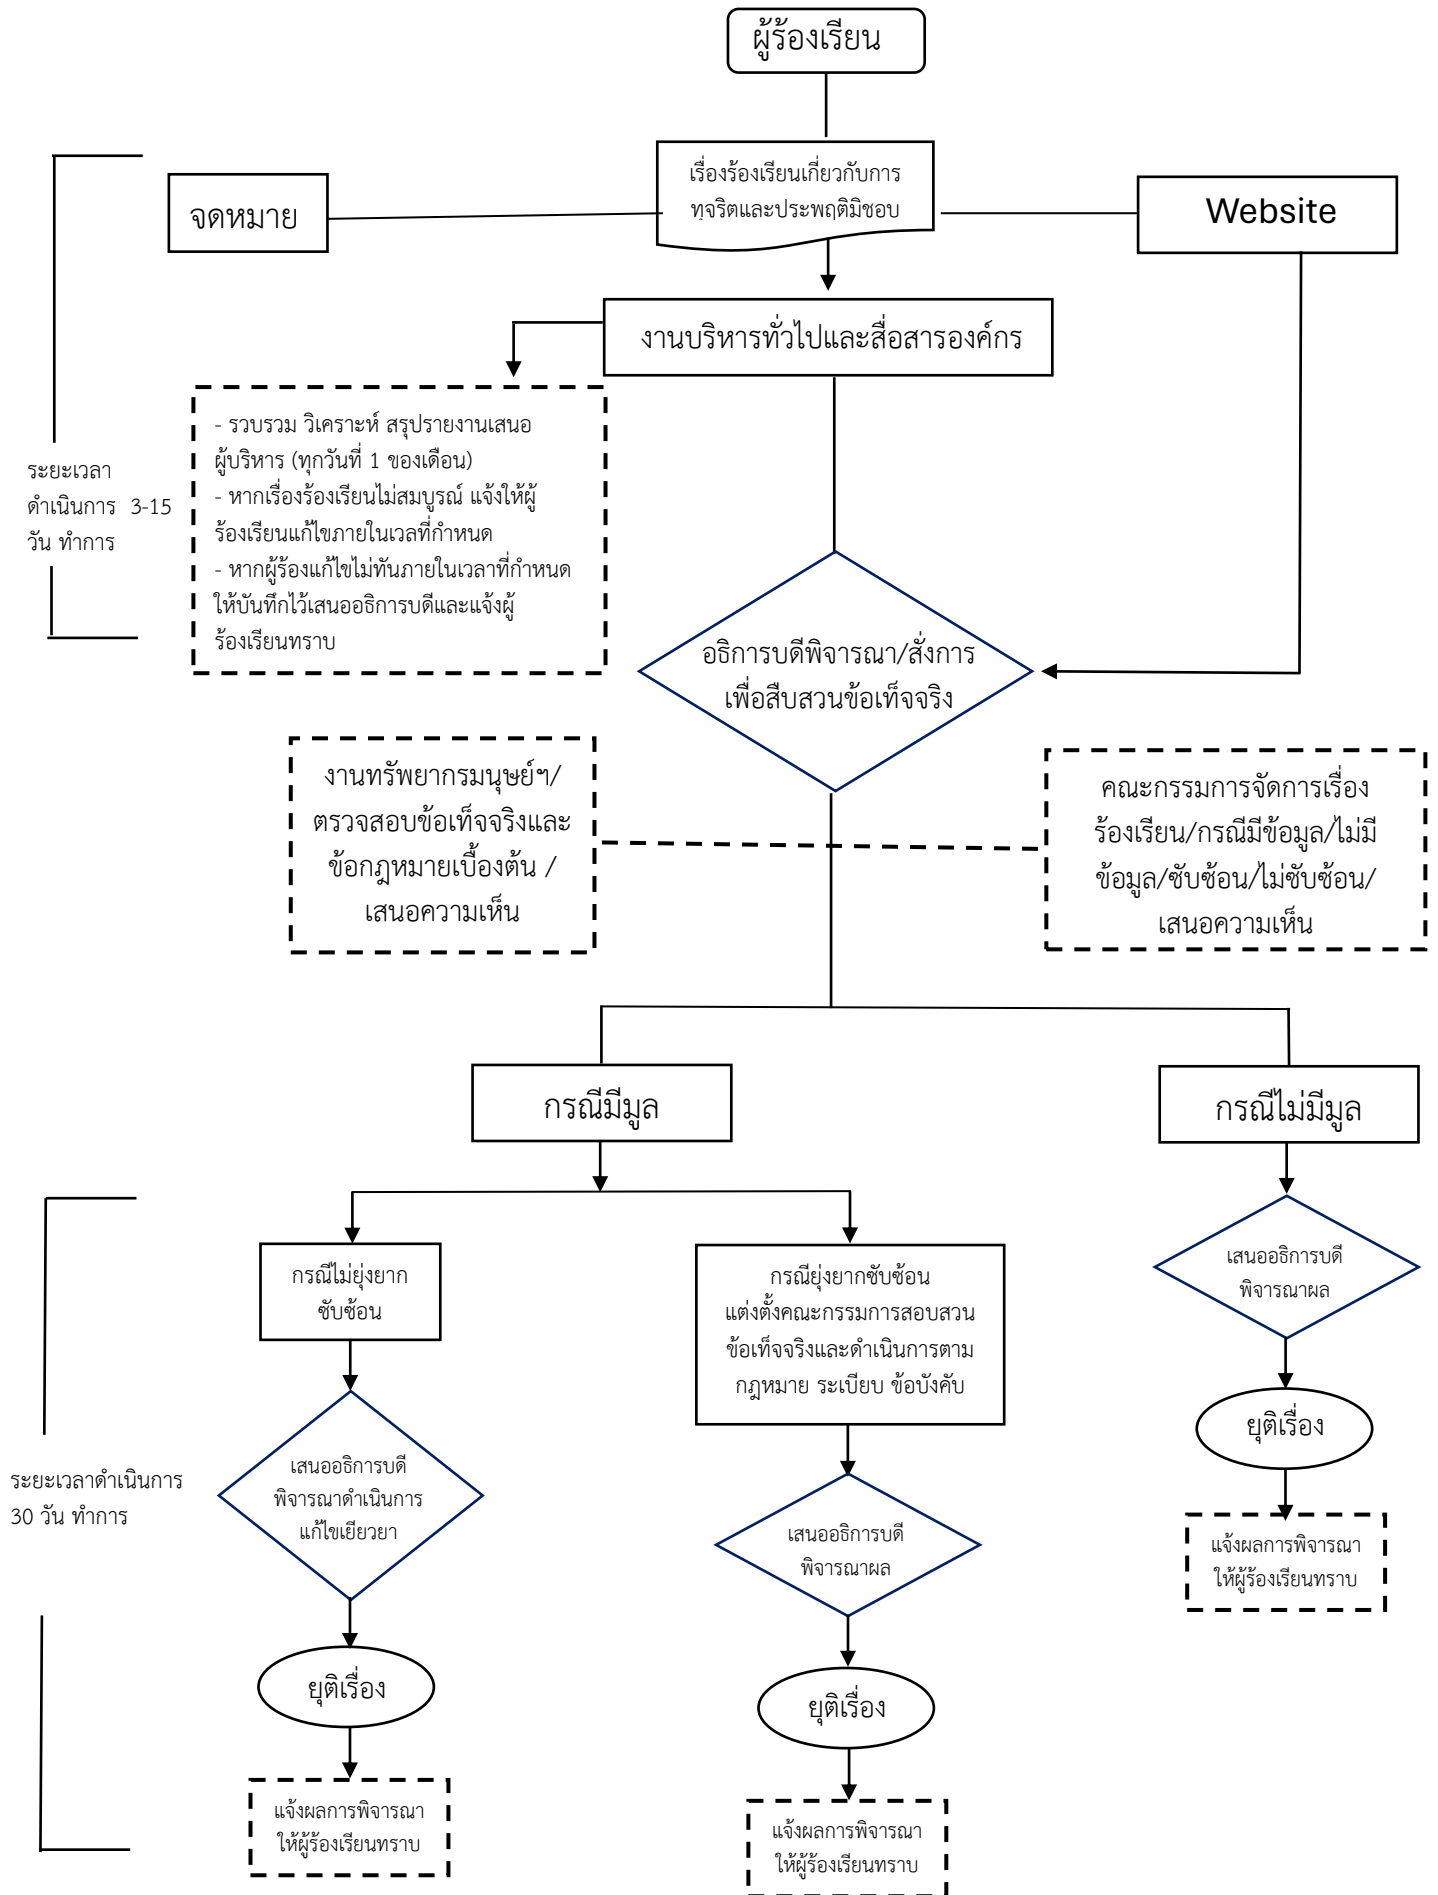 ผู้ร้องเรียน
เรื่องร้องเรียนเกี่ยวกับการ
ทุจริตและประพฤติมิชอบ
จดหมาย
Website
งานบริหารทั่วไปและสื่อสารองค์กร
- รวบรวม วิเคราะห์ สรุปรายงานเสนอ
ผู้บริหาร (ทุกวันที่ 1 ของเดือน)
- หากเรื่องร้องเรียนไม่สมบูรณ์ แจ้งให้ผู้
ร้องเรียนแก้ไขภายในเวลที่กำหนด
- หากผู้ร้องแก้ไขไม่ทันภายในเวลาที่กำหนด
ให้บันทึกไว้เสนออธิการบดีและแจ้งผู้
ร้องเรียนทราบ
ระยะเวลา
ดำเนินการ 3-15
วัน ทำการ
อธิการบดีพิจารณา/สั่งการ
เพื่อสืบสวนข้อเท็จจริง
งานทรัพยากรมนุษย์ฯ/
ตรวจสอบข้อเท็จจริงและ
ข้อกฎหมายเบื้องต้น /
เสนอความเห็น
คณะกรรมการจัดการเรื่อง
ร้องเรียน/กรณีมีข้อมูล/ไม่มี
ข้อมูล/ซับซ้อน/ไม่ซับซ้อน/
เสนอความเห็น
กรณีมีมูล
กรณีไม่มีมูล
กรณีไม่ยุ่งยาก
ซับซ้อน
กรณียุ่งยากซับซ้อน
แต่งตั้งคณะกรรมการสอบสวน
ข้อเท็จจริงและดำเนินการตาม
กฎหมาย ระเบียบ ข้อบังคับ
เสนออธิการบดี
พิจารณาผล
ยุติเรื่อง
แจ้งผลการพิจารณา
ให้ผู้ร้องเรียนทราบ
ระยะเวลาดำเนินการ
30 วัน ทำการ
เสนออธิการบดี
พิจารณาดำเนินการ
แก้ไขเยียวยา
เสนออธิการบดี
พิจารณาผล
ยุติเรื่อง
ยุติเรื่อง
แจ้งผลการพิจารณา
ให้ผู้ร้องเรียนทราบ
แจ้งผลการพิจารณา
ให้ผู้ร้องเรียนทราบ